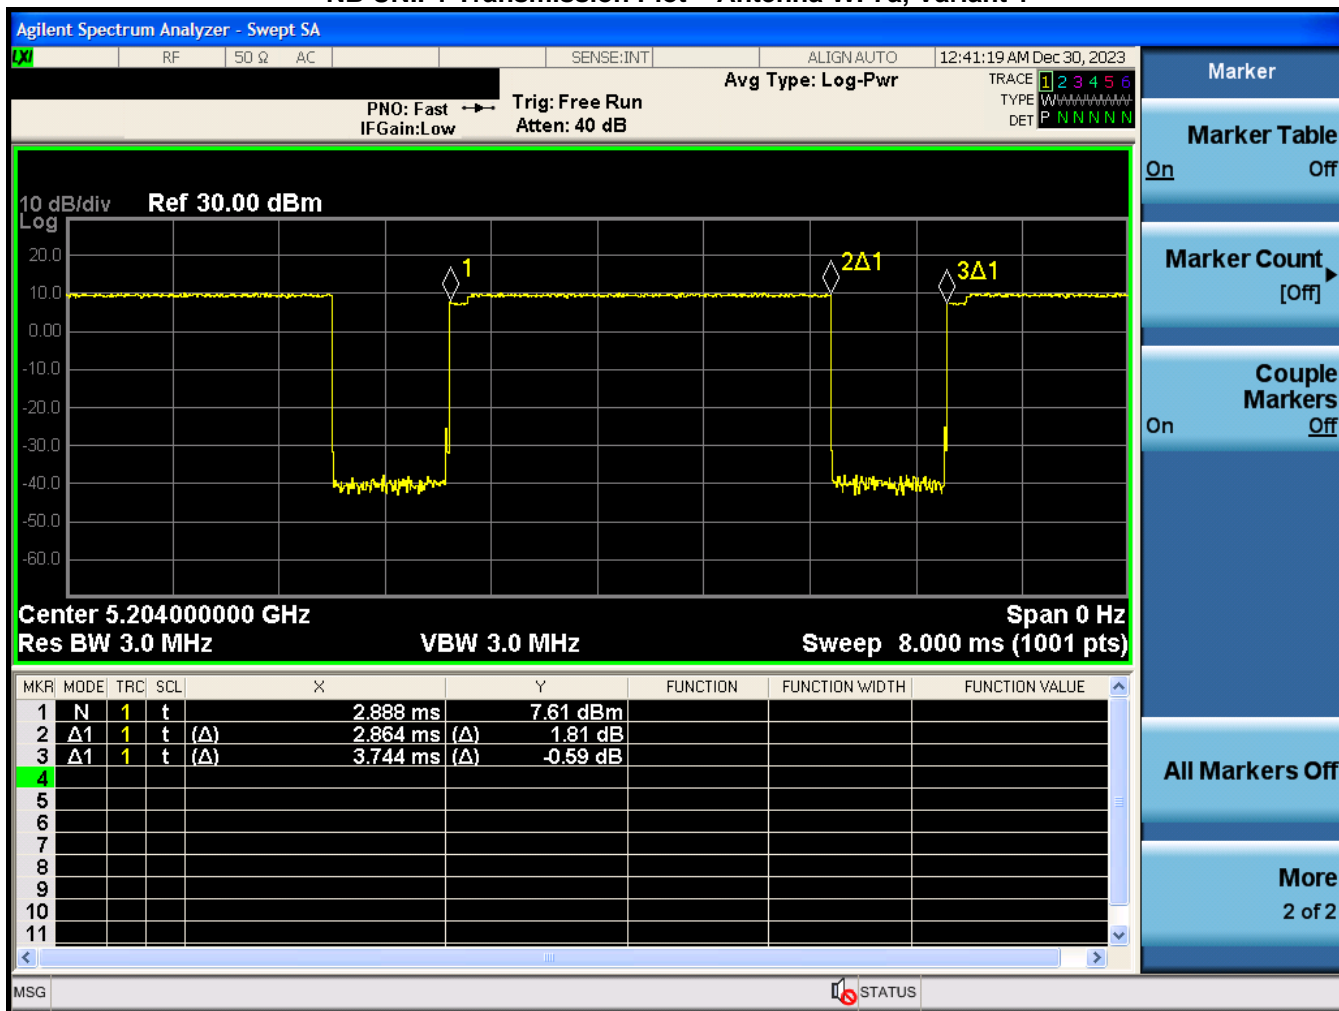 Agilent Spectrum Analyzer - Swept SA
LXI RF 50 Ω AC SENSE:INT ALIGN AUTO 12:41:19 AM Dec 30, 2023
Avg Type: Log-Pwr TRACE 1 2 3 4 5 6
PNO: Fast Trig: Free Run TYPE
IFGain:Low Atten: 40 dB DET P N N N N N
10 dB/div Ref 30.00 dBm
Log
20.0
10.0
0.00
-10.0
-20.0
-30.0
-40.0
-50.0
-60.0
1
2Δ1
3Δ1
Center 5.204000000 GHz Span 0 Hz
Res BW 3.0 MHz VBW 3.0 MHz Sweep 8.000 ms (1001 pts)
MKR MODE TRC SCL X Y FUNCTION FUNCTION WIDTH FUNCTION VALUE
1 N 1 t 2.888 ms 7.61 dBm
2 Δ1 1 t (Δ) 2.864 ms (Δ) 1.81 dB
3 Δ1 1 t (Δ) 3.744 ms (Δ) -0.59 dB
4
5
6
7
8
9
10
11
MSG STATUS
Marker
Marker Table
On Off
Marker Count
[Off]
Couple
Markers
On Off
All Markers Off
More
2 of 2